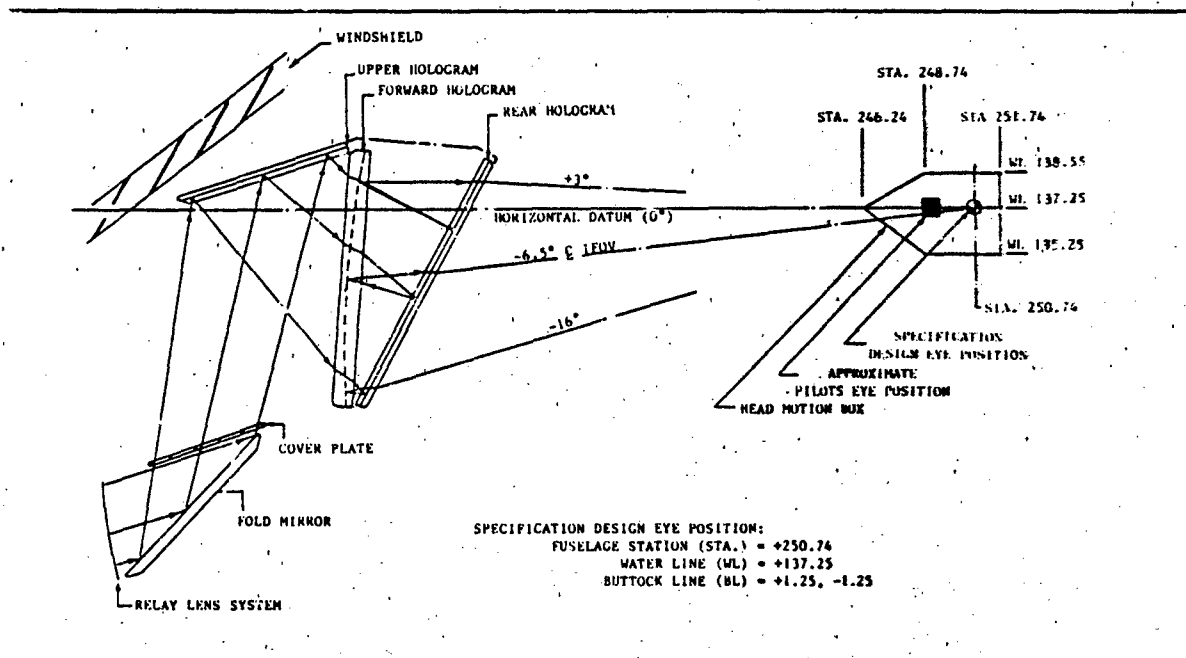 WINDSHIELD
UPPER HOLOGRAM
FORWARD HOLOGRAM
REAR HOLOGRAM
STA. 248.74
STA. 246.24
STA 251.74
WL 138.55
+3°
WL 137.25
HORIZONTAL DATUM (0°)
-6.5° ℄ IFOV
WL 135.25
-16°
STA. 250.74
SPECIFICATION
DESIGN EYE POSITION
APPROXIMATE
PILOTS EYE POSITION
HEAD MOTION BOX
COVER PLATE
FOLD MIRROR
RELAY LENS SYSTEM
SPECIFICATION DESIGN EYE POSITION:
FUSELAGE STATION (STA.) = +250.74
WATER LINE (WL) = +137.25
BUTTOCK LINE (BL) = +1.25, -1.25